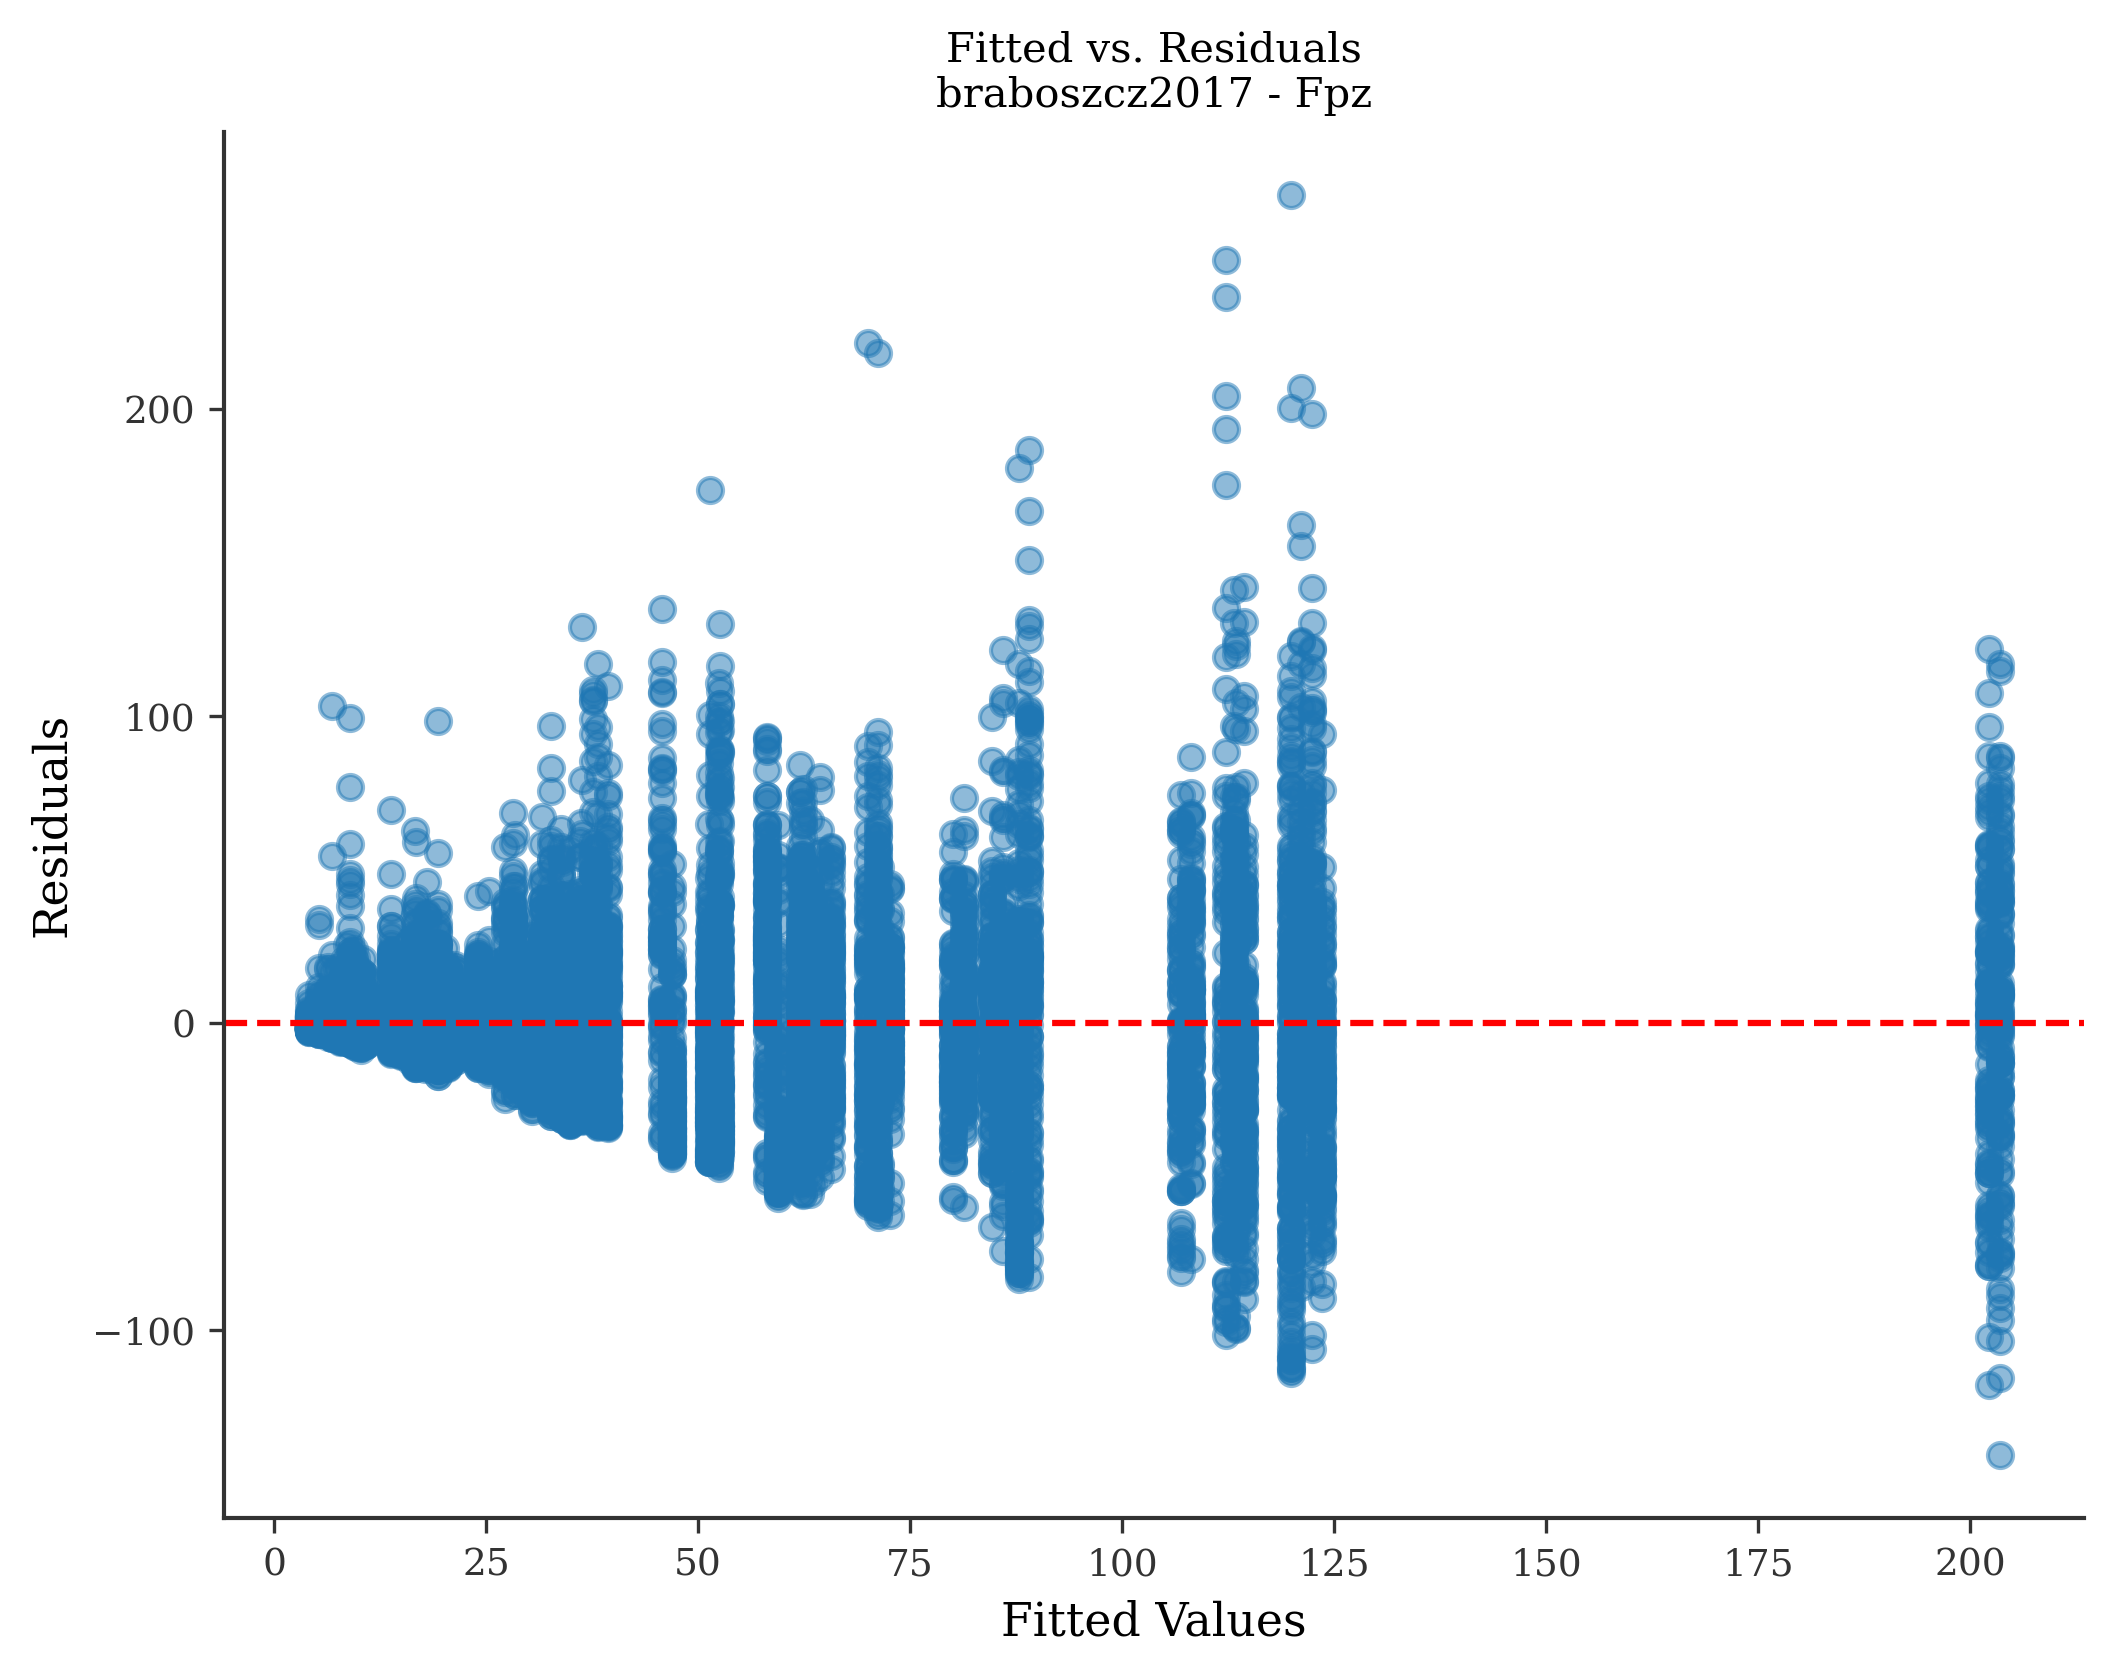 Fitted vs. Residuals
braboszcz2017 - Fpz
Residuals
200
100
0
−100
0 25 50 75 100 125 150 175 200
Fitted Values